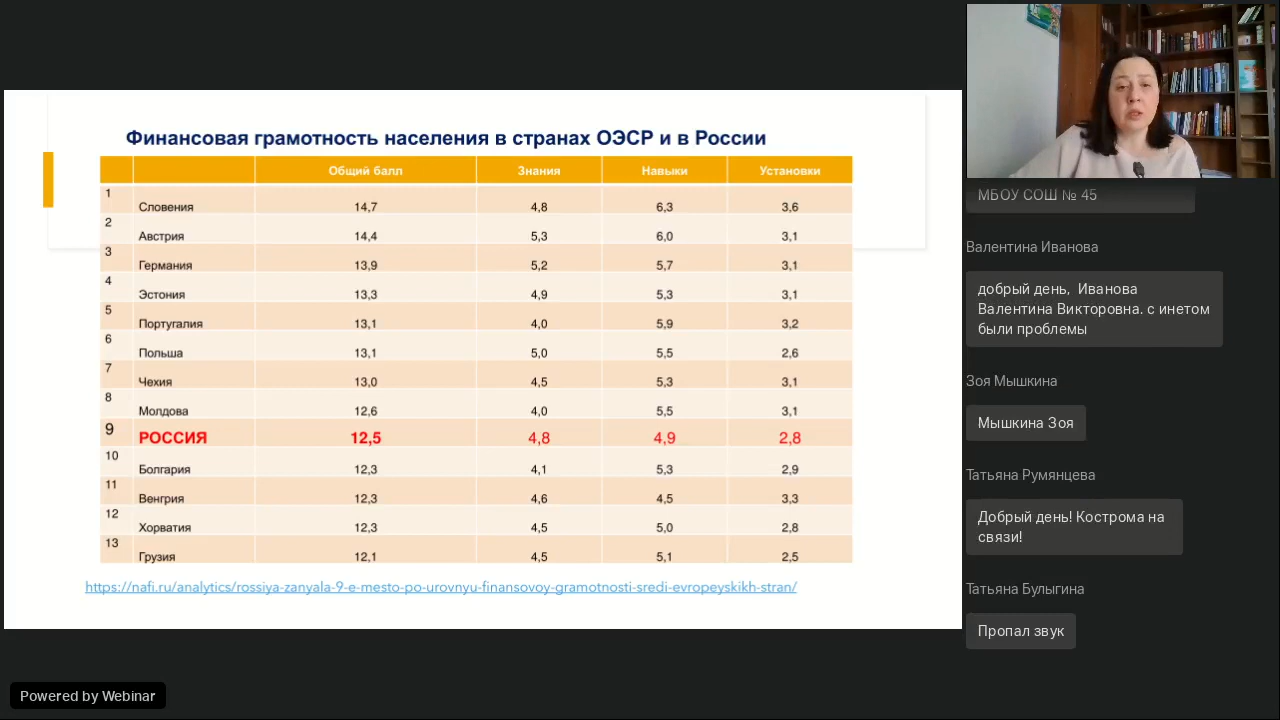 Финансовая грамотность населения в странах ОЭСР и в России
Общий балл Знания Навыки Установки
1 Словения 14,7 4,8 6,3 3,6
2 Австрия 14,4 5,3 6,0 3,1
3 Германия 13,9 5,2 5,7 3,1
4 Эстония 13,3 4,9 5,3 3,1
5 Португалия 13,1 4,0 5,9 3,2
6 Польша 13,1 5,0 5,5 2,6
7 Чехия 13,0 4,5 5,3 3,1
8 Молдова 12,6 4,0 5,5 3,1
9 РОССИЯ 12,5 4,8 4,9 2,8
10 Болгария 12,3 4,1 5,3 2,9
11 Венгрия 12,3 4,6 4,5 3,3
12 Хорватия 12,3 4,5 5,0 2,8
13 Грузия 12,1 4,5 5,1 2,5
https://nafi.ru/analytics/rossiya-zanyala-9-e-mesto-po-urovnyu-finansovoy-gramotnosti-sredi-evropeyskikh-stran/
МБОУ СОШ № 45
Валентина Иванова
добрый день, Иванова
Валентина Викторовна. с инетом
были проблемы
Зоя Мышкина
Мышкина Зоя
Татьяна Румянцева
Добрый день! Кострома на
связи!
Татьяна Булыгина
Пропал звук
Powered by Webinar